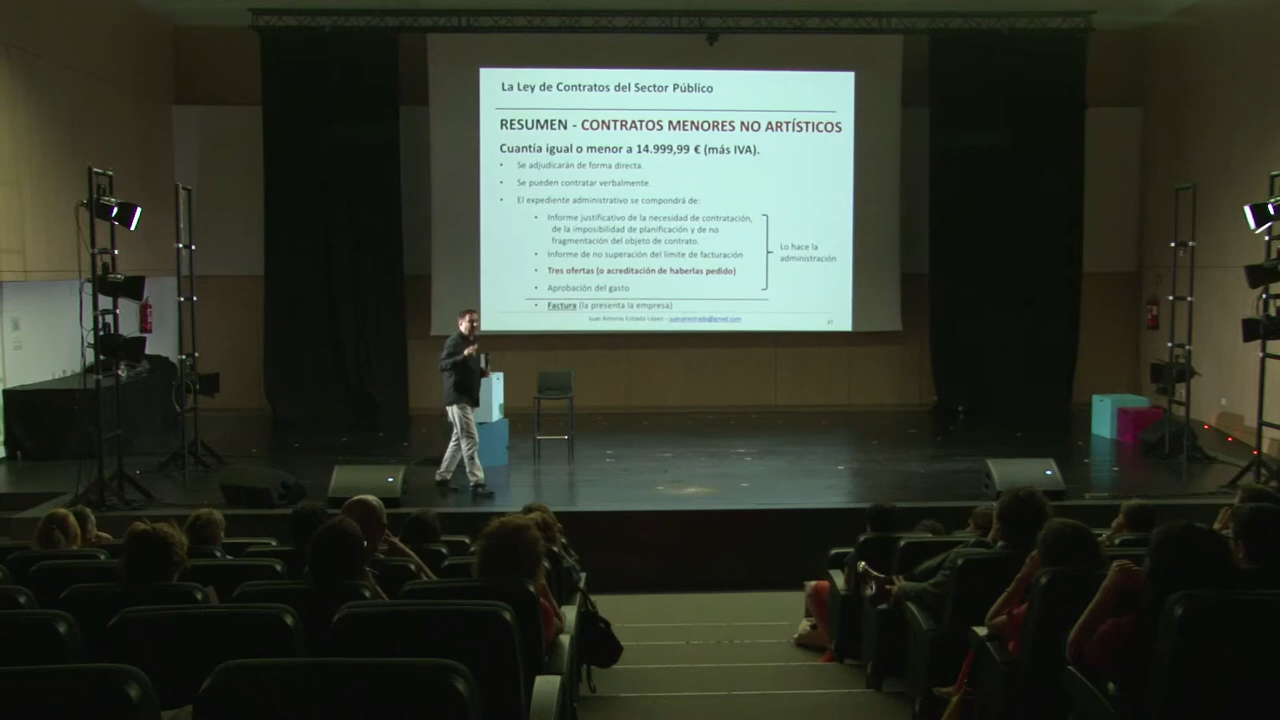 La Ley de Contratos del Sector Público
RESUMEN - CONTRATOS MENORES NO ARTÍSTICOS
Cuantía igual o menor a 14.999,99 € (más IVA).
• Se adjudicarán de forma directa.
• Se pueden contratar verbalmente.
• El expediente administrativo se compondrá de:
• Informe justificativo de la necesidad de contratación,
de la imposibilidad de planificación y de no
fragmentación del objeto de contrato.
• Informe de no superación del límite de facturación
• Tres ofertas (o acreditación de haberlas pedido)
• Aprobación del gasto
Lo hace la
administración
• Factura (la presenta la empresa)
Juan Antonio Estrada López -